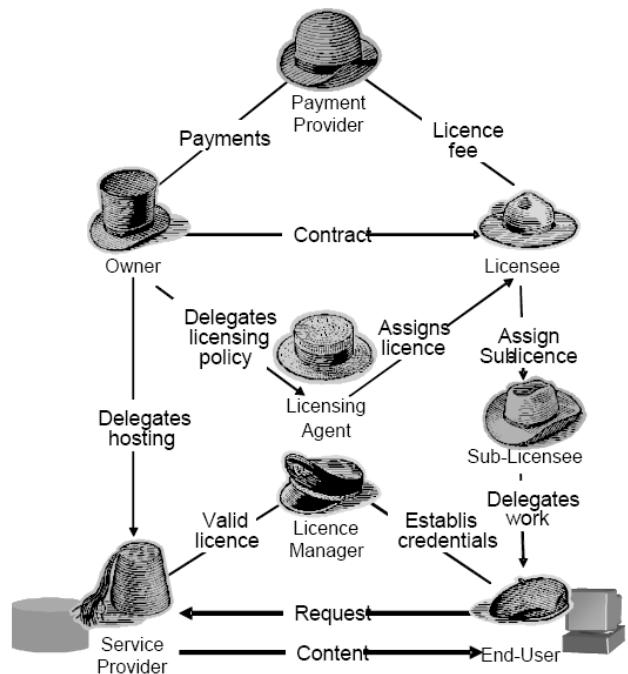 Payment
Provider
Payments
Licence
fee
Contract
Owner
Licensee
Delegates
licensing
policy
Assigns
licence
Assign
Sublicence
Licensing
Agent
Delegates
hosting
Sub-Licensee
Valid
licence
Licence
Manager
Establis
credentials
Delegates
work
Request
Service
Provider
Content
End-User